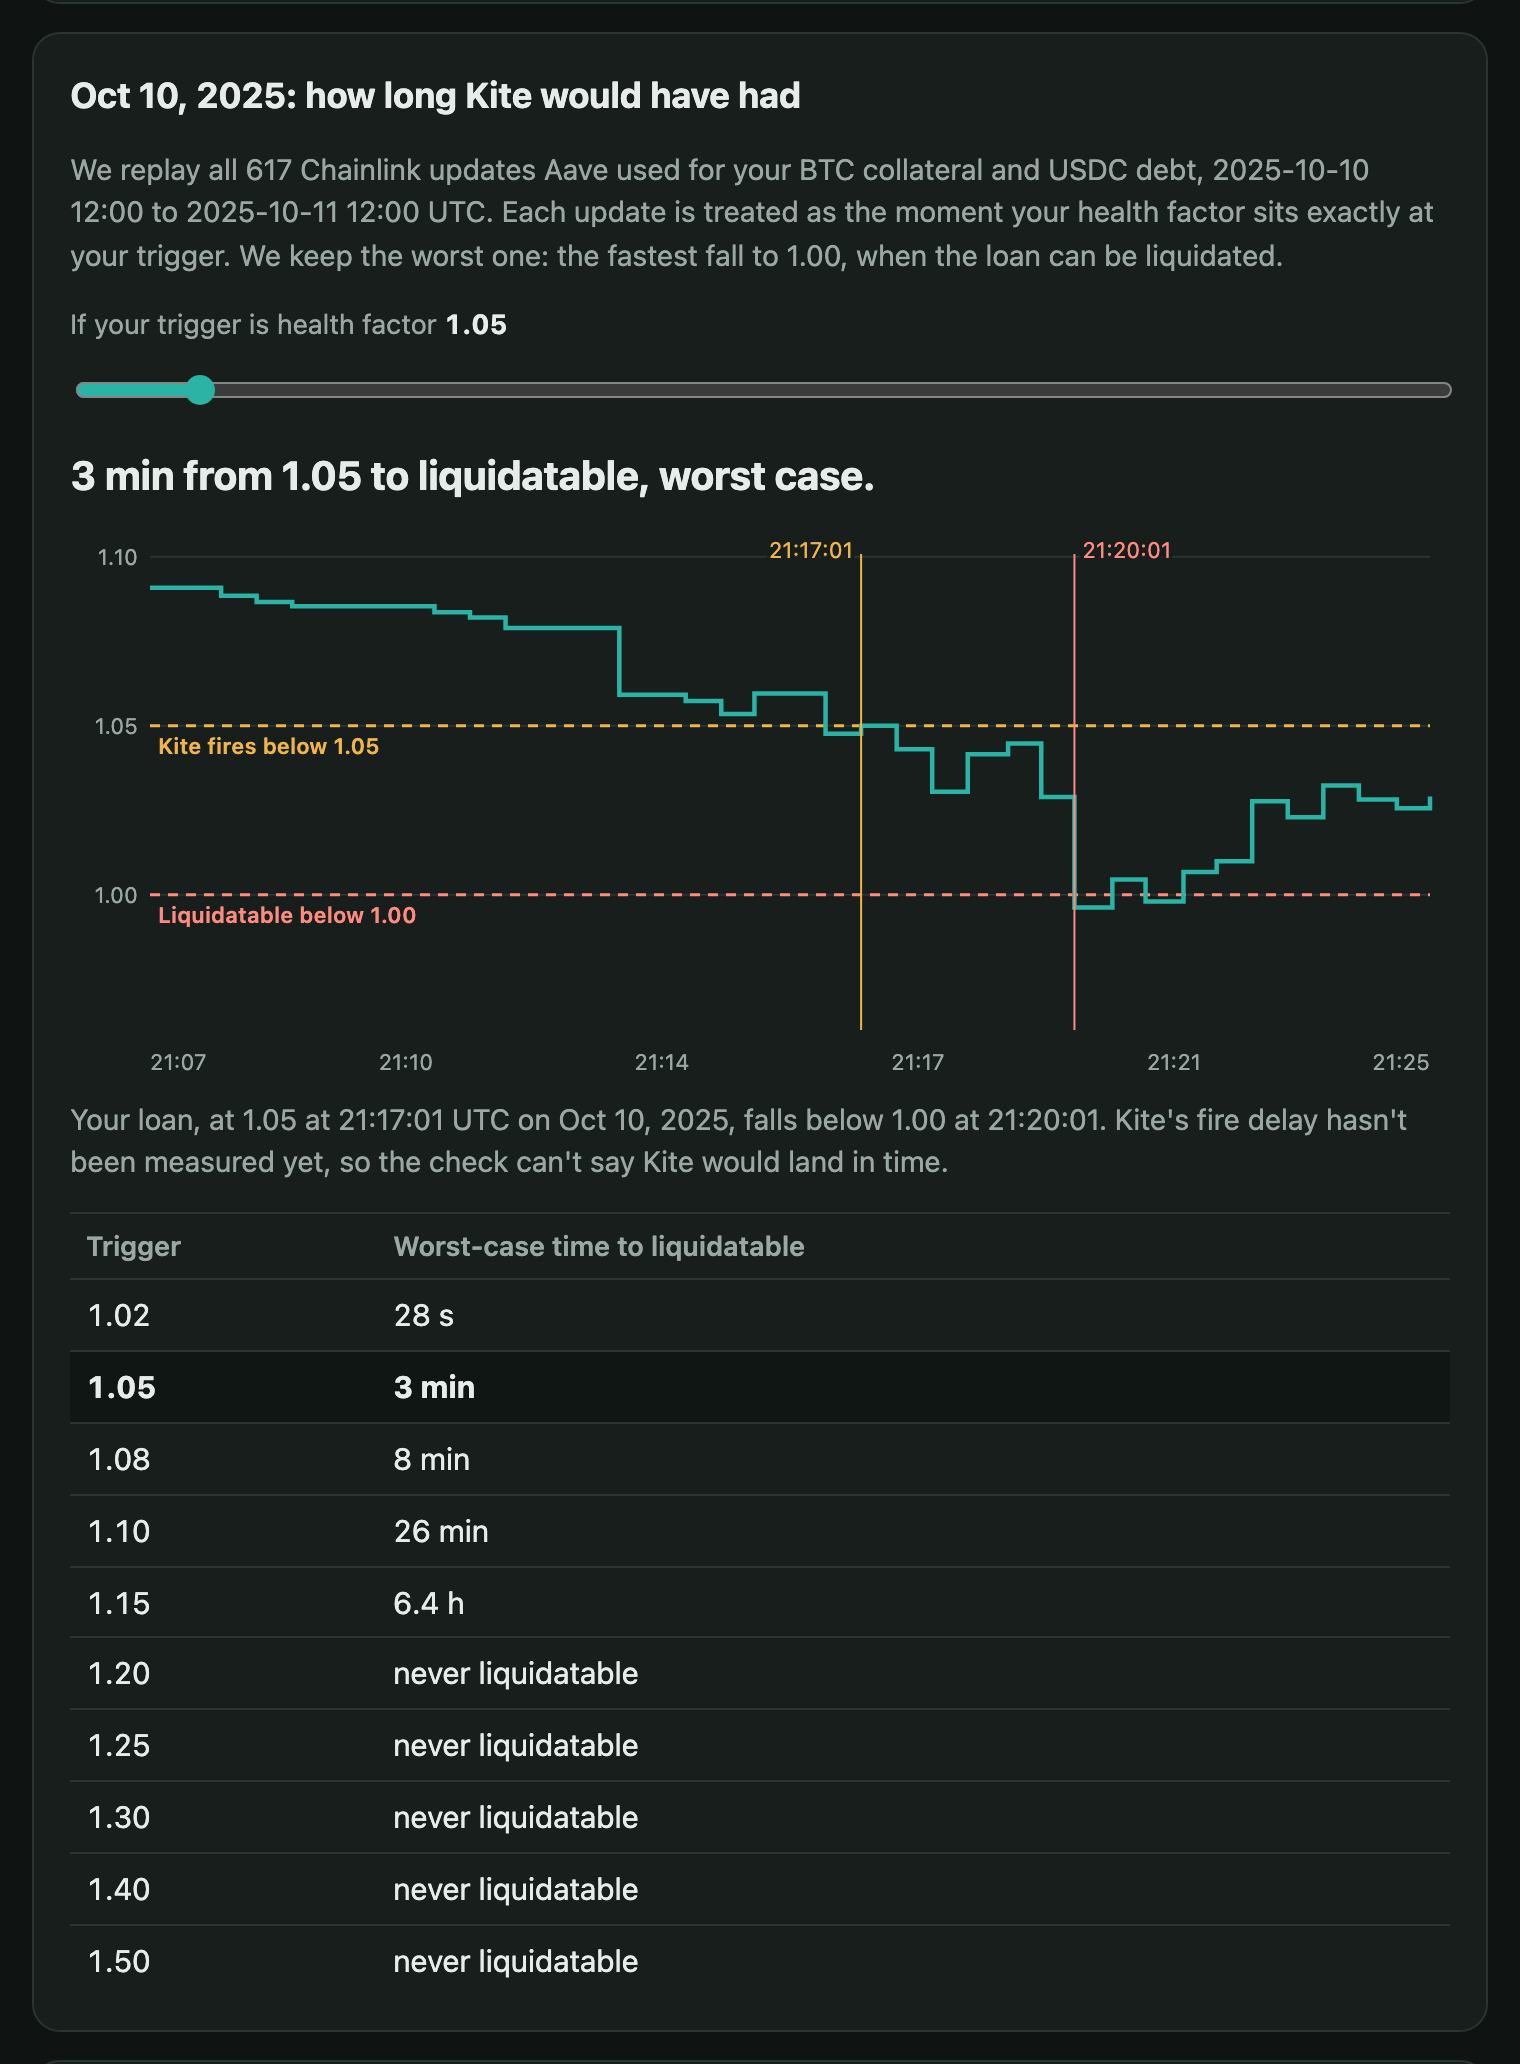 Oct 10, 2025: how long Kite would have had
We replay all 617 Chainlink updates Aave used for your BTC collateral and USDC debt, 2025-10-10
12:00 to 2025-10-11 12:00 UTC. Each update is treated as the moment your health factor sits exactly at
your trigger. We keep the worst one: the fastest fall to 1.00, when the loan can be liquidated.
If your trigger is health factor 1.05
3 min from 1.05 to liquidatable, worst case.
21:17:01
21:20:01
1.10
1.05
Kite fires below 1.05
1.00
Liquidatable below 1.00
21:07
21:10
21:14
21:17
21:21
21:25
Your loan, at 1.05 at 21:17:01 UTC on Oct 10, 2025, falls below 1.00 at 21:20:01. Kite's fire delay hasn't
been measured yet, so the check can't say Kite would land in time.
Trigger Worst-case time to liquidatable
1.02 28 s
1.05 3 min
1.08 8 min
1.10 26 min
1.15 6.4 h
1.20 never liquidatable
1.25 never liquidatable
1.30 never liquidatable
1.40 never liquidatable
1.50 never liquidatable